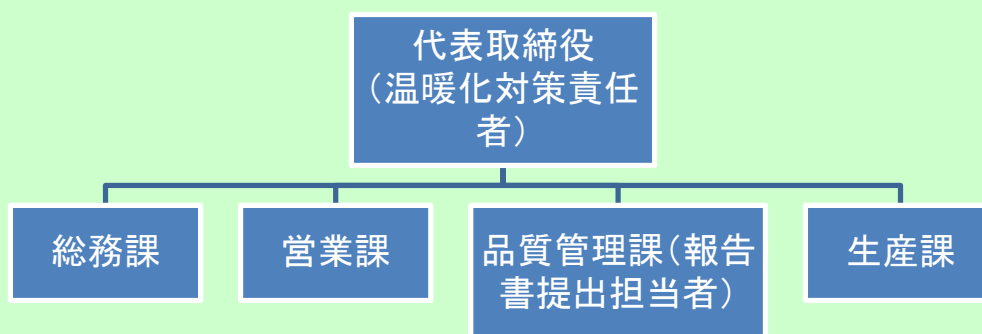 代表取締役
（温暖化対策責任
者）
総務課
営業課
品質管理課（報告
書提出担当者）
生産課